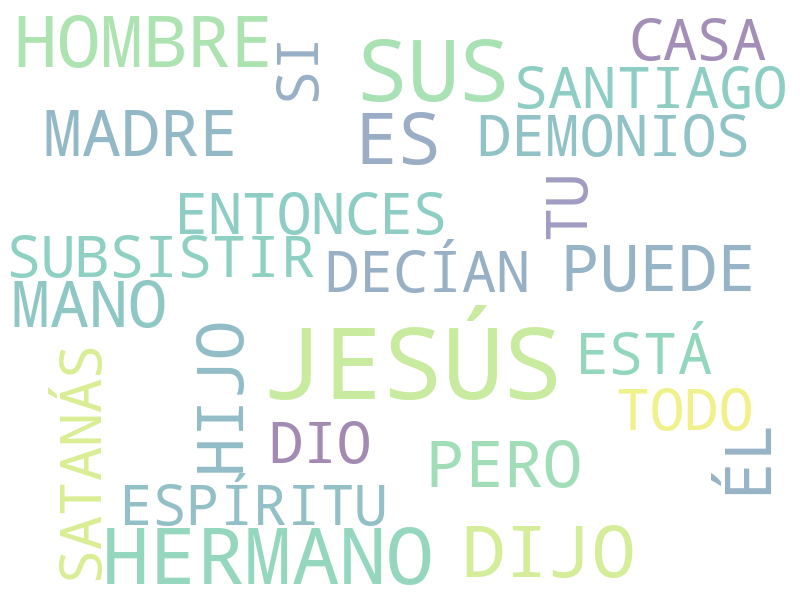 HOMBRE
SI
SUS
CASA
SANTIAGO
MADRE
ES
DEMONIOS
TU
ENTONCES
SUBSISTIR
DECÍAN
PUEDE
MANO
HIJO
JESÚS
ESTÁ
SATANÁS
TODO
DIO
PERO
ÉL
ESPÍRITU
HERMANO
DIJO